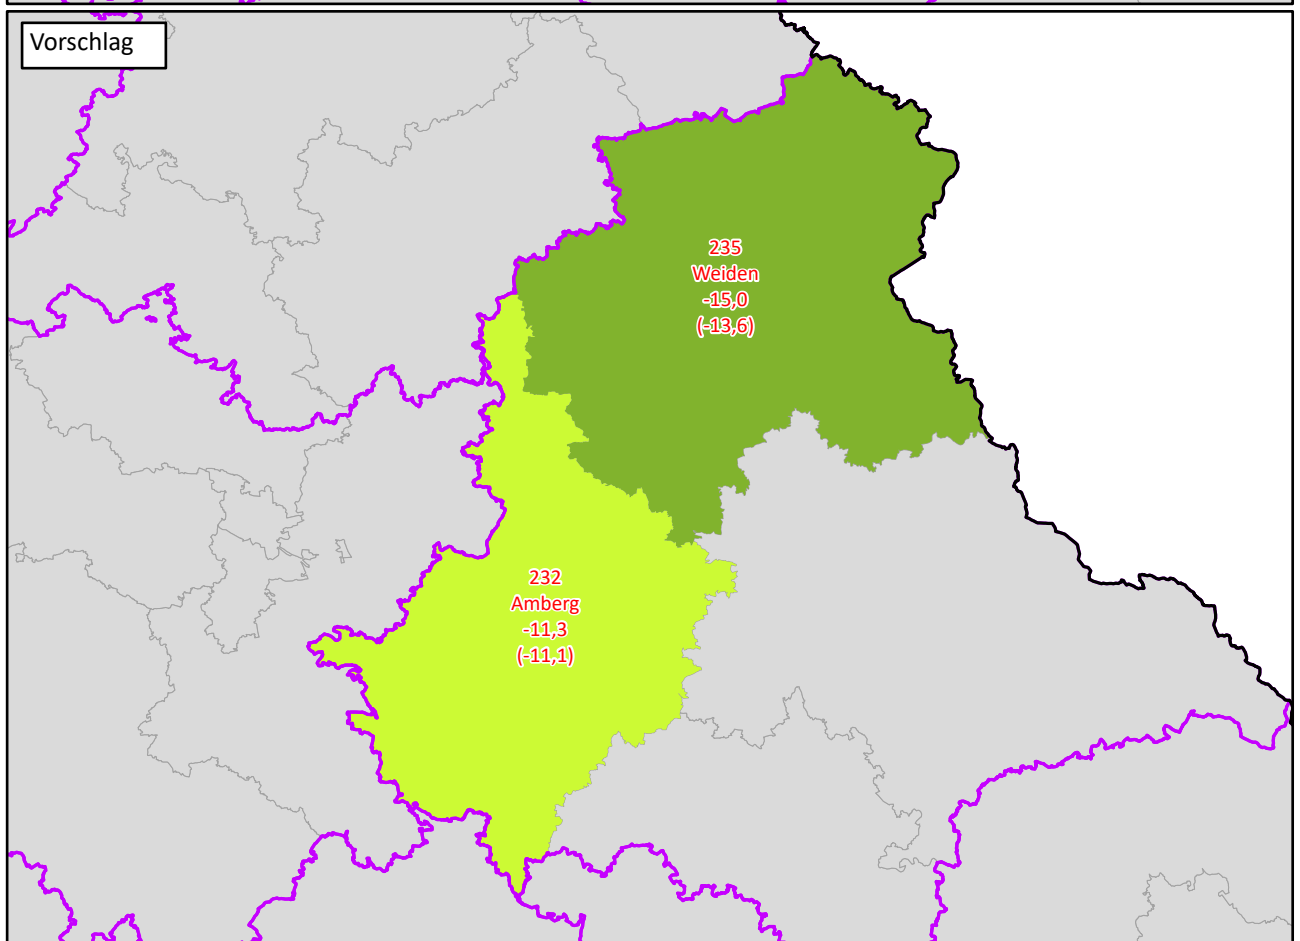 Vorschlag
235
Weiden
-15,0
(-13,6)
232
Amberg
-11,3
(-11,1)